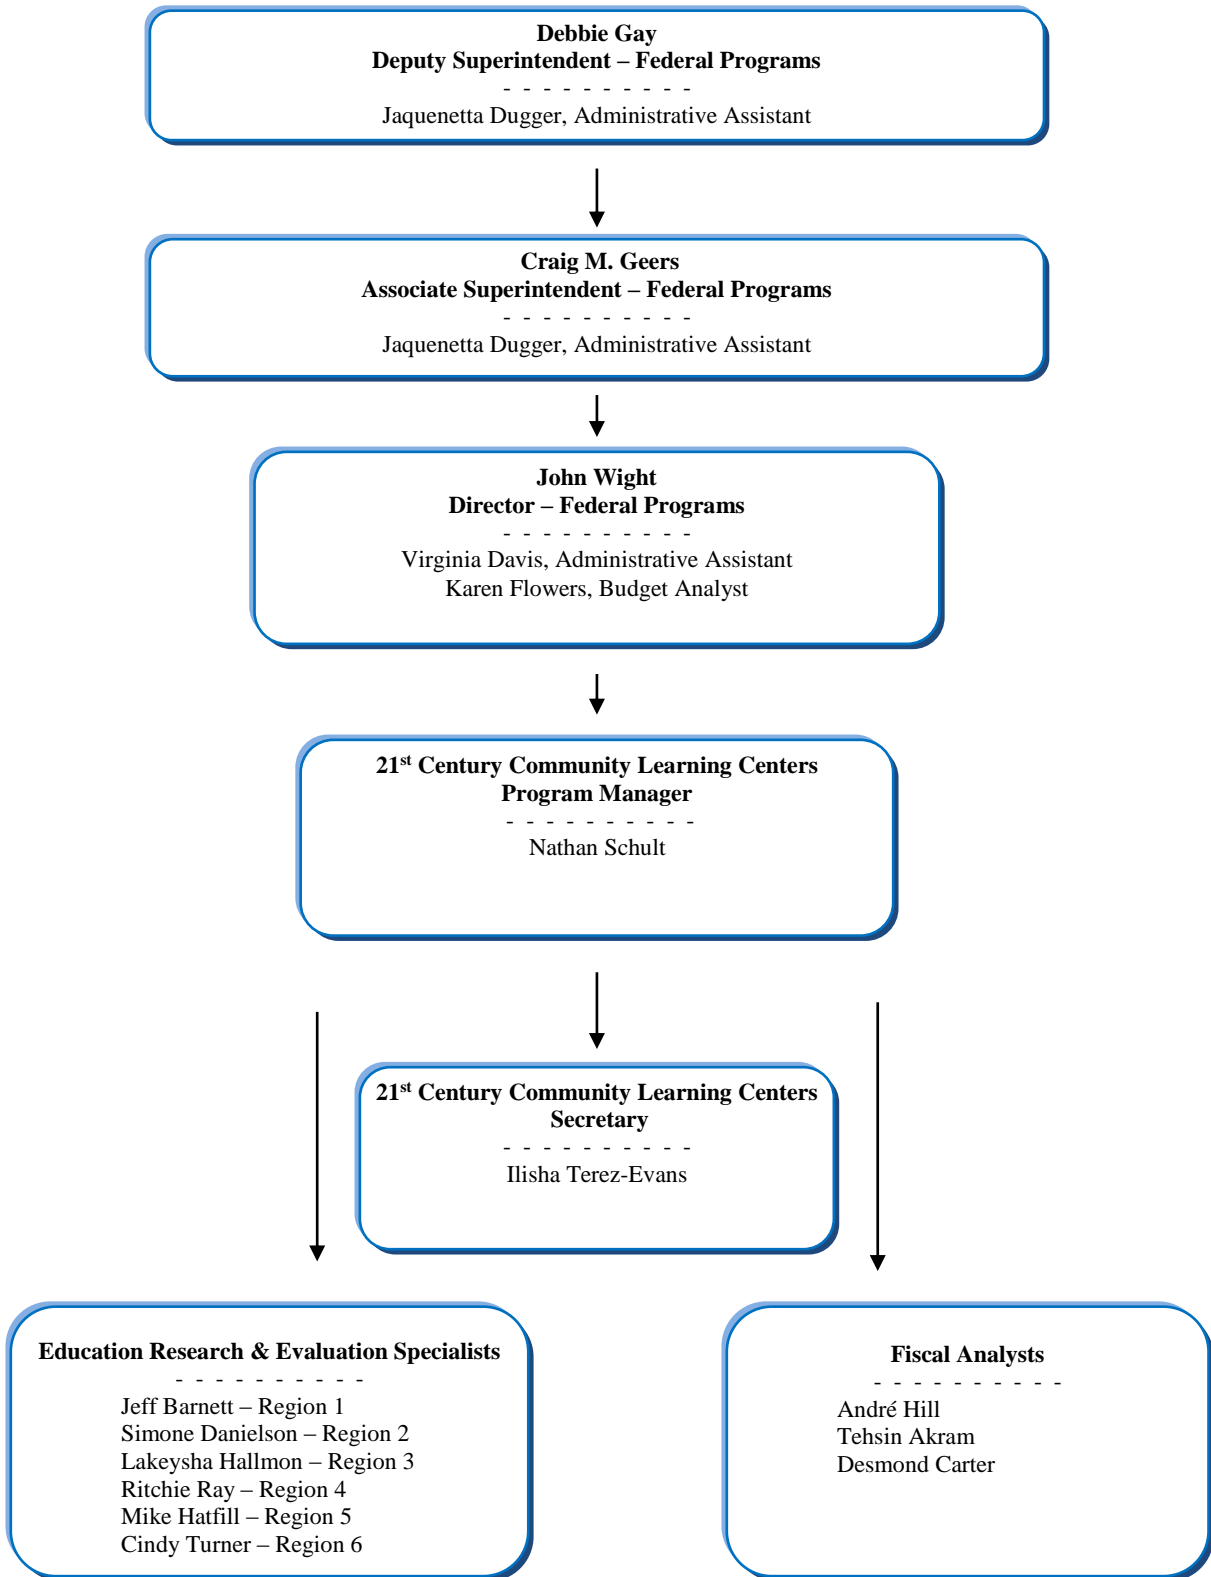 Debbie Gay
Deputy Superintendent – Federal Programs
- - - - - - - - - -
Jaquenetta Dugger, Administrative Assistant
Craig M. Geers
Associate Superintendent – Federal Programs
- - - - - - - - - -
Jaquenetta Dugger, Administrative Assistant
John Wight
Director – Federal Programs
- - - - - - - - - -
Virginia Davis, Administrative Assistant
Karen Flowers, Budget Analyst
21st Century Community Learning Centers
Program Manager
- - - - - - - - - -
Nathan Schult
21st Century Community Learning Centers
Secretary
- - - - - - - - - -
Ilisha Terez-Evans
Education Research & Evaluation Specialists
- - - - - - - - - -
Jeff Barnett – Region 1
Simone Danielson – Region 2
Lakeysha Hallmon – Region 3
Ritchie Ray – Region 4
Mike Hatfill – Region 5
Cindy Turner – Region 6
Fiscal Analysts
- - - - - - - - - -
André Hill
Tehsin Akram
Desmond Carter